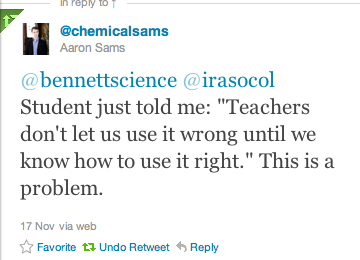 in reply to ↑
@chemicalsams
Aaron Sams
@bennettscience @irasocol
Student just told me: "Teachers
don't let us use it wrong until we
know how to use it right." This is a
problem.
17 Nov via web
Favorite Undo Retweet Reply